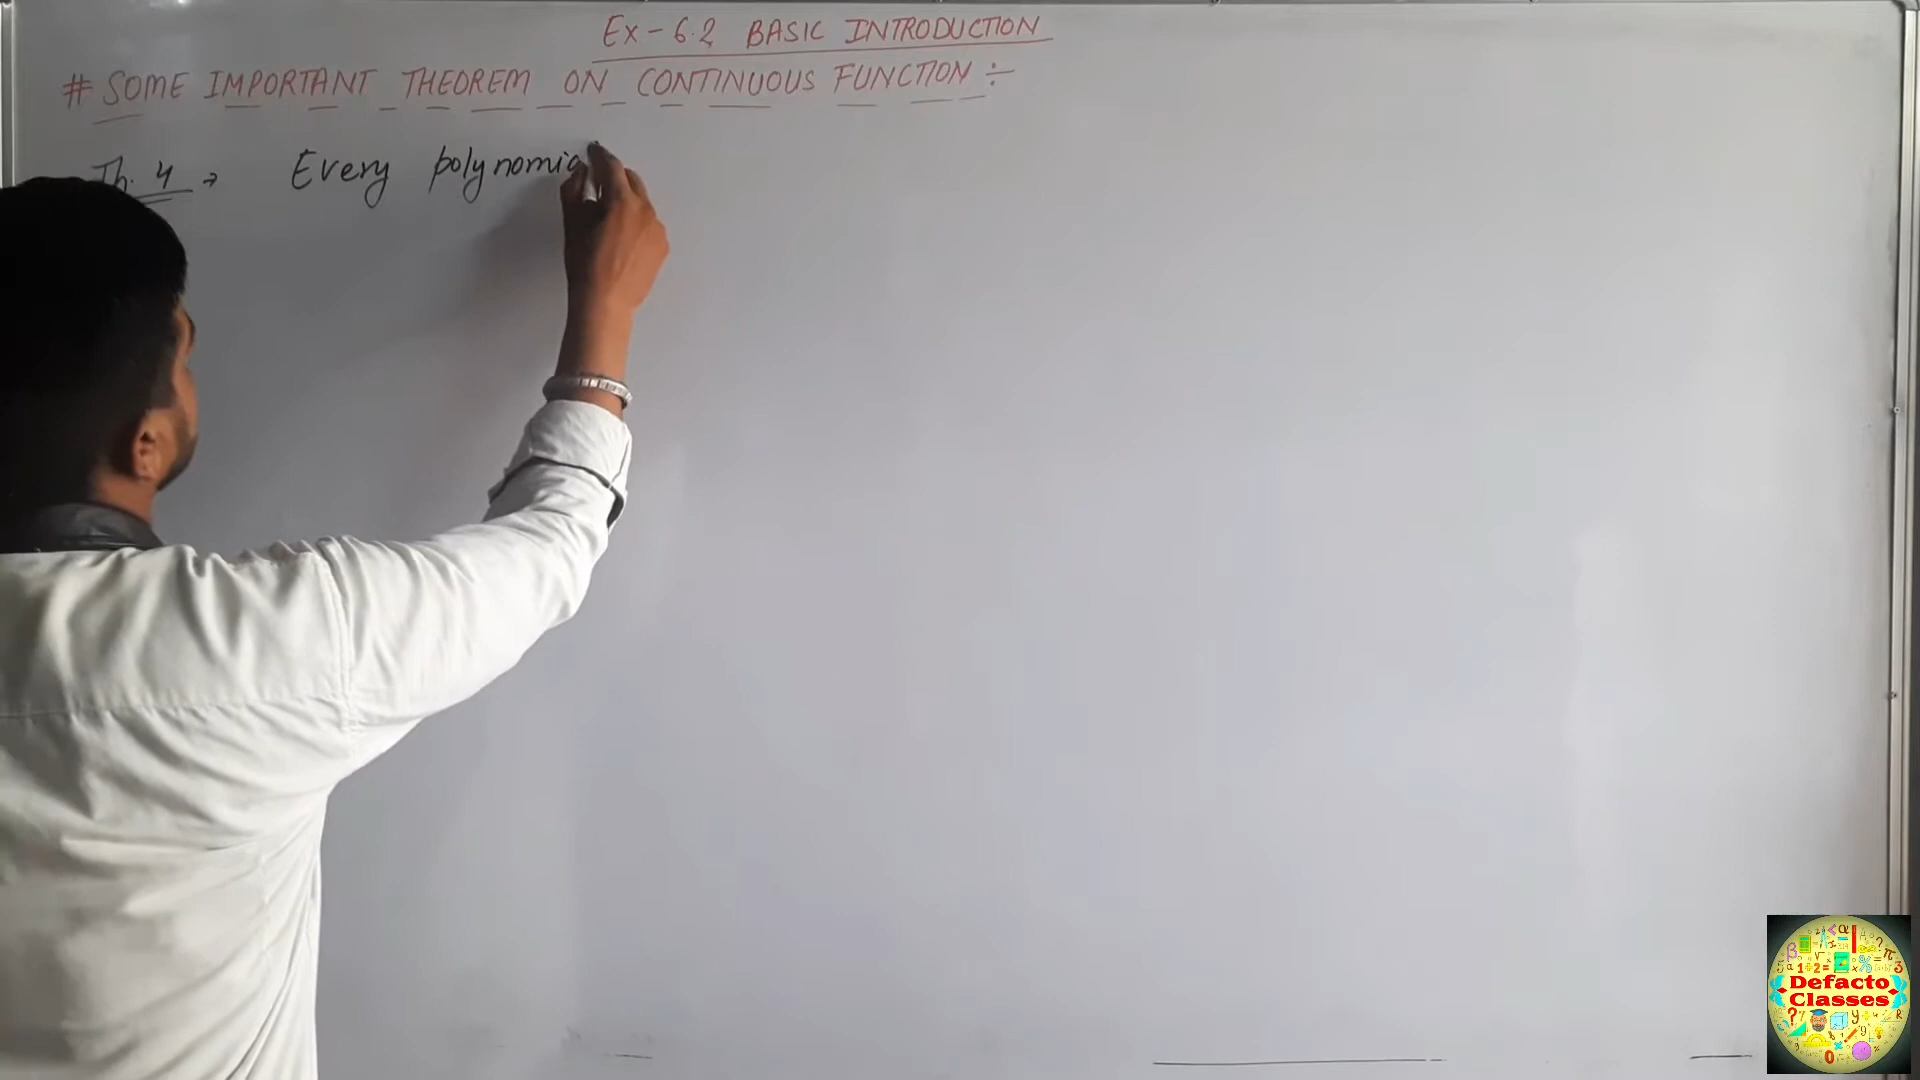 Ex - 6.2 BASIC INTRODUCTION
# SOME IMPORTANT THEOREM ON CONTINUOUS FUNCTION ÷
Th. 4 → Every polynomia
Defacto
Classes